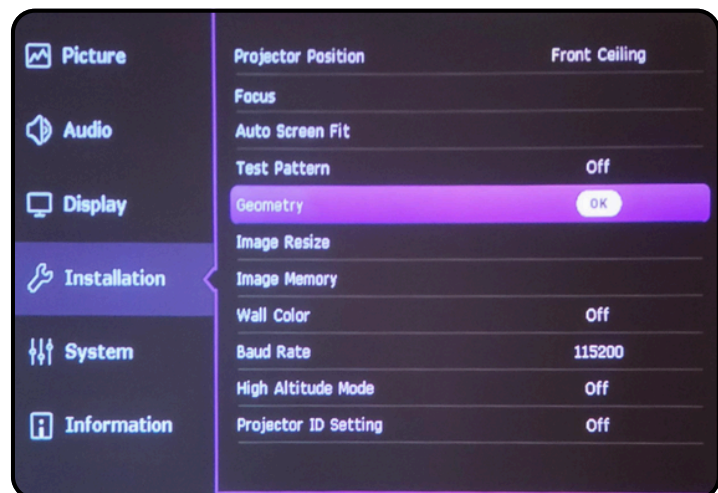 Picture
Audio
Display
Installation
System
Information
Projector Position Front Ceiling
Focus
Auto Screen Fit
Test Pattern Off
Geometry OK
Image Resize
Image Memory
Wall Color Off
Baud Rate 115200
High Altitude Mode Off
Projector ID Setting Off